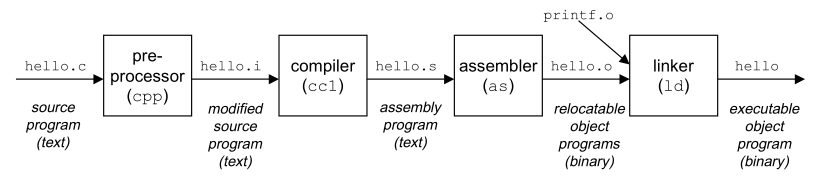 printf.o
hello.c
pre-
processor
(cpp)
hello.i
compiler
(cc1)
hello.s
assembler
(as)
hello.o
linker
(ld)
hello
source
program
(text)
modified
source
program
(text)
assembly
program
(text)
relocatable
object
programs
(binary)
executable
object
program
(binary)